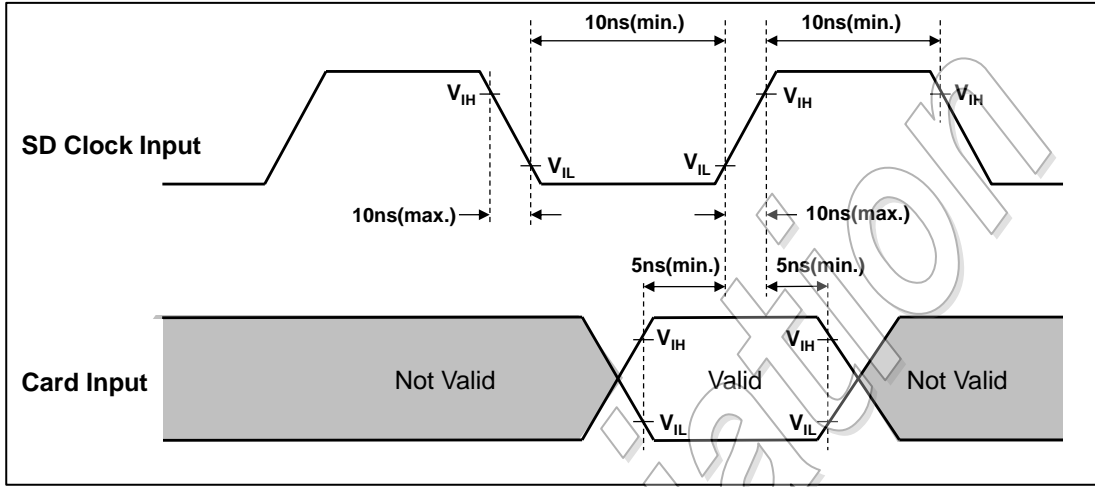 10ns(min.) 10ns(min.)
VIH VIH VIH
SD Clock Input
VIL VIL
10ns(max.) 10ns(max.)
5ns(min.) 5ns(min.)
VIH VIH
Card Input Not Valid Valid Not Valid
VIL VIL